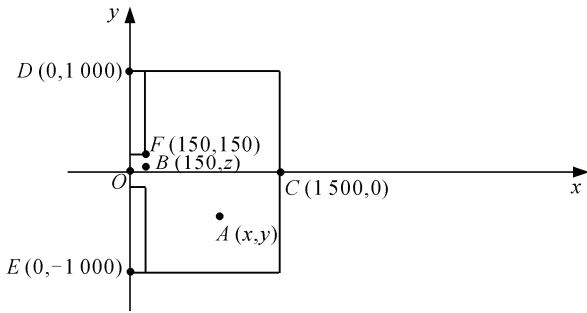 y
D (0,1 000)
F (150,150)
B (150,z)
O
C (1 500,0)
x
A (x,y)
E (0,−1 000)